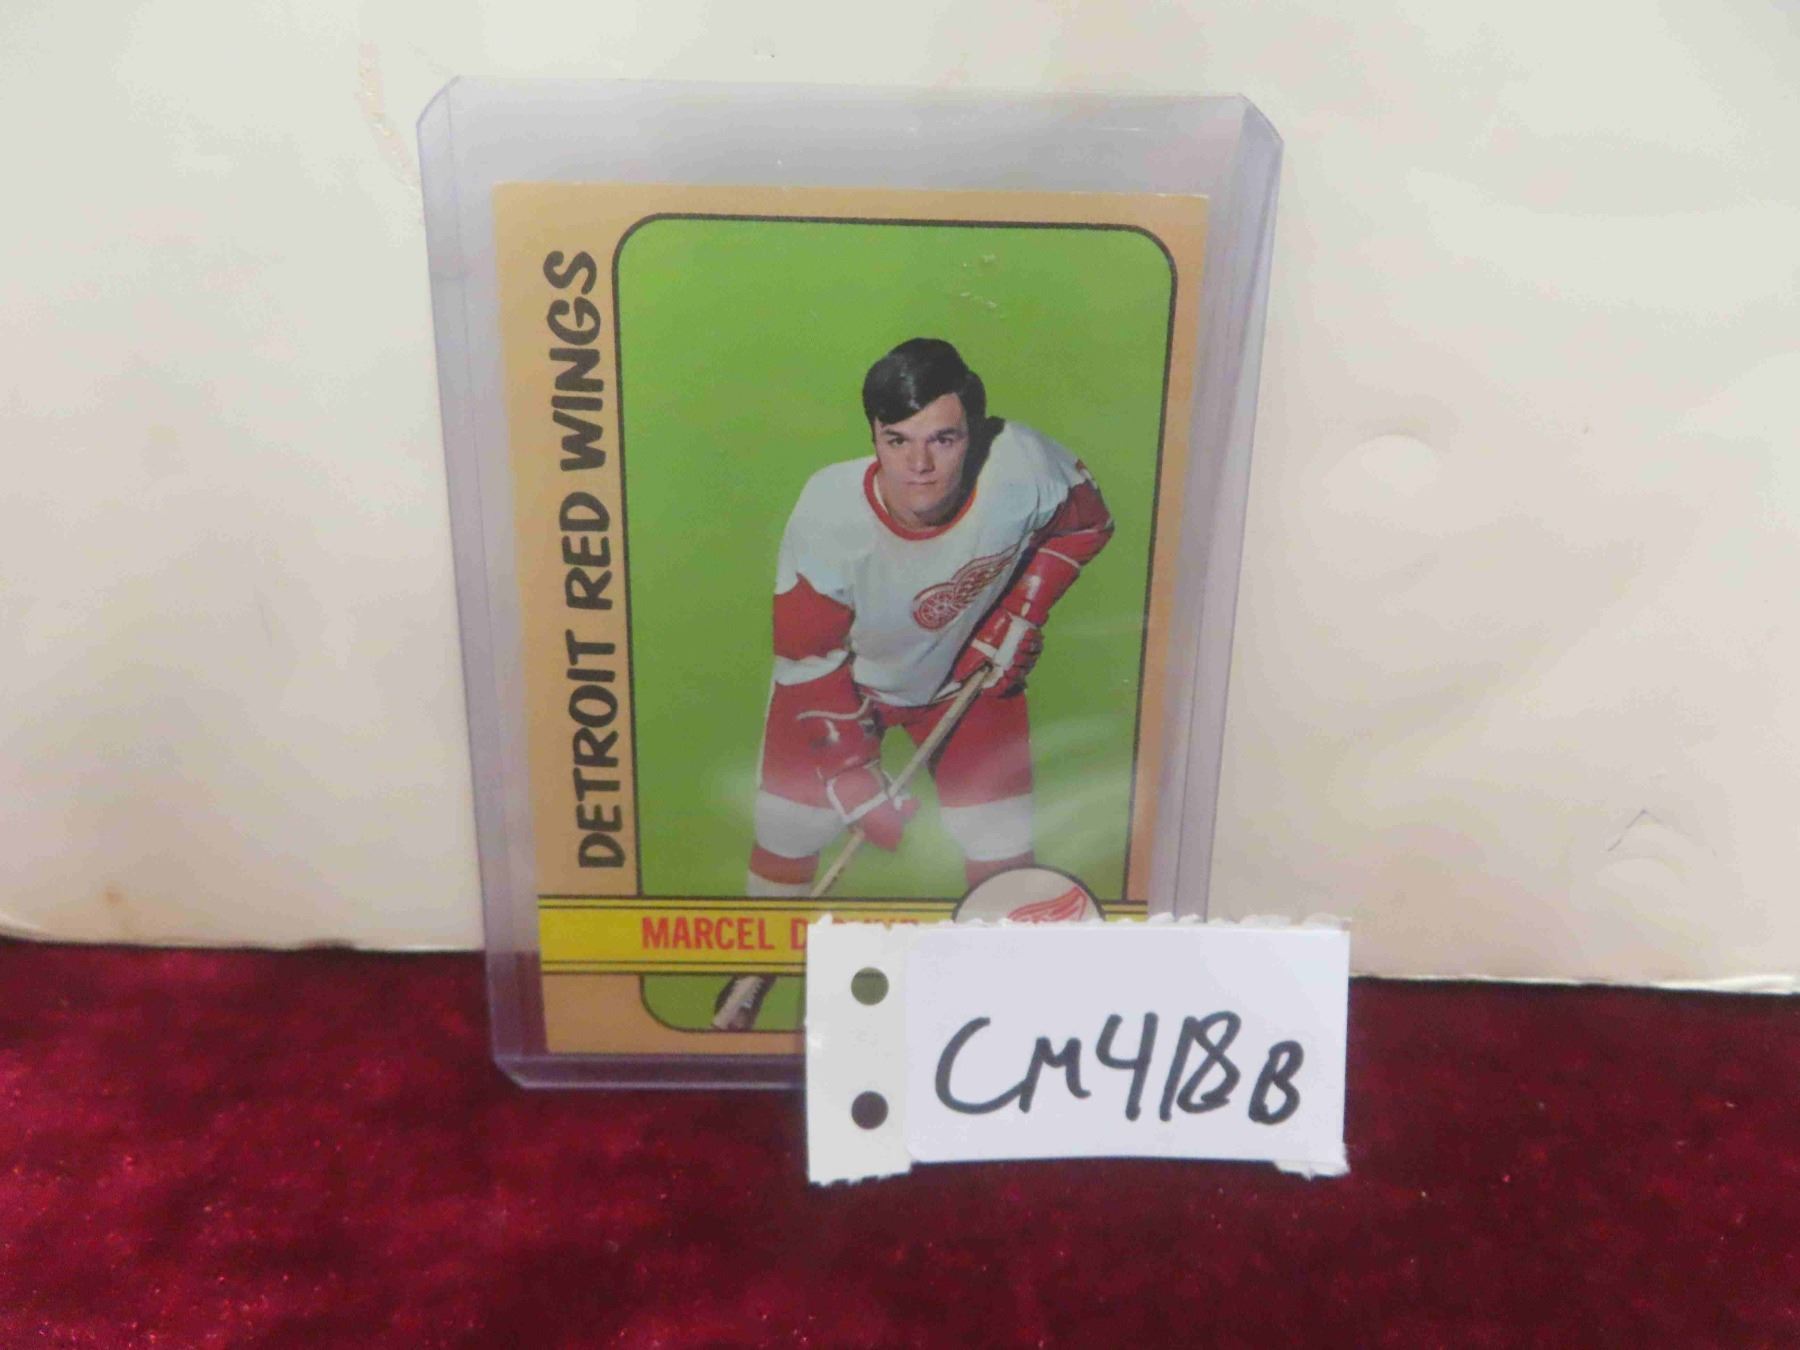 DETROIT RED WINGS
MARCEL
CM418B